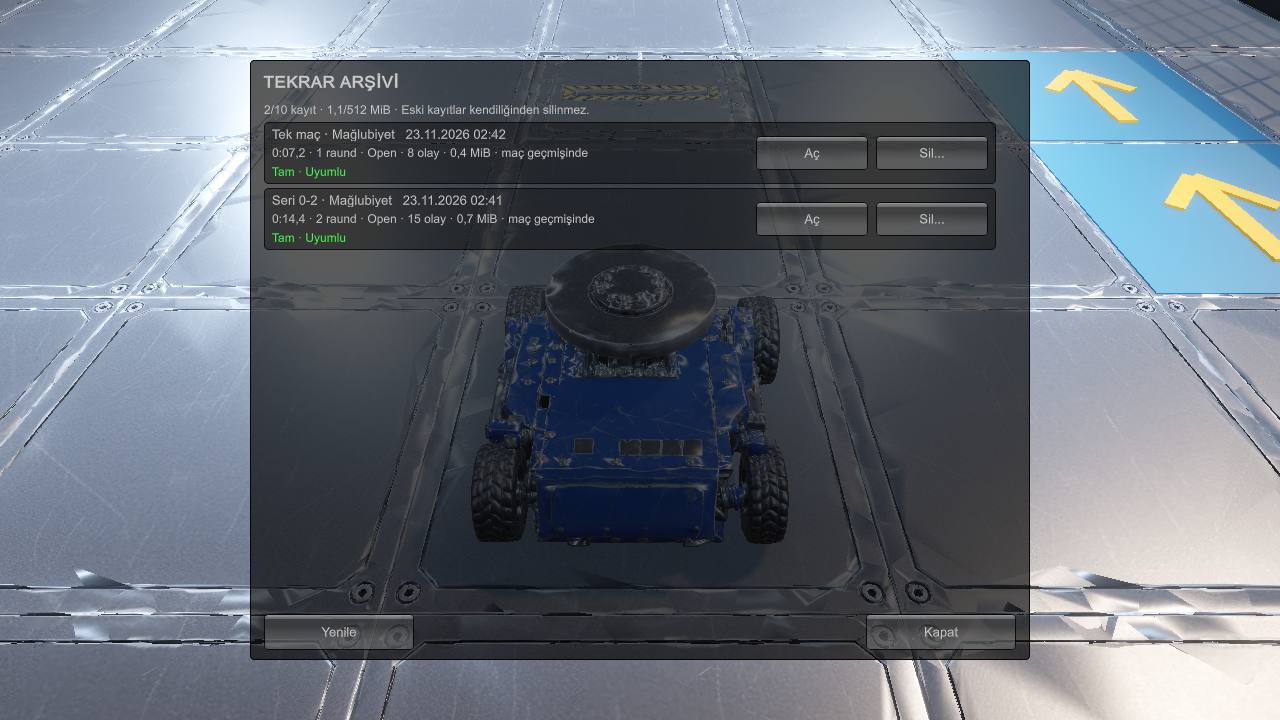 TEKRAR ARŞİVİ
2/10 kayıt · 1,1/512 MiB · Eski kayıtlar kendiliğinden silinmez.
Tek maç · Mağlubiyet 23.11.2026 02:42
0:07,2 · 1 raund · Open · 8 olay · 0,4 MiB · maç geçmişinde
Tam · Uyumlu
Aç
Sil...
Seri 0-2 · Mağlubiyet 23.11.2026 02:41
0:14,4 · 2 raund · Open · 15 olay · 0,7 MiB · maç geçmişinde
Tam · Uyumlu
Aç
Sil...
Yenile
Kapat